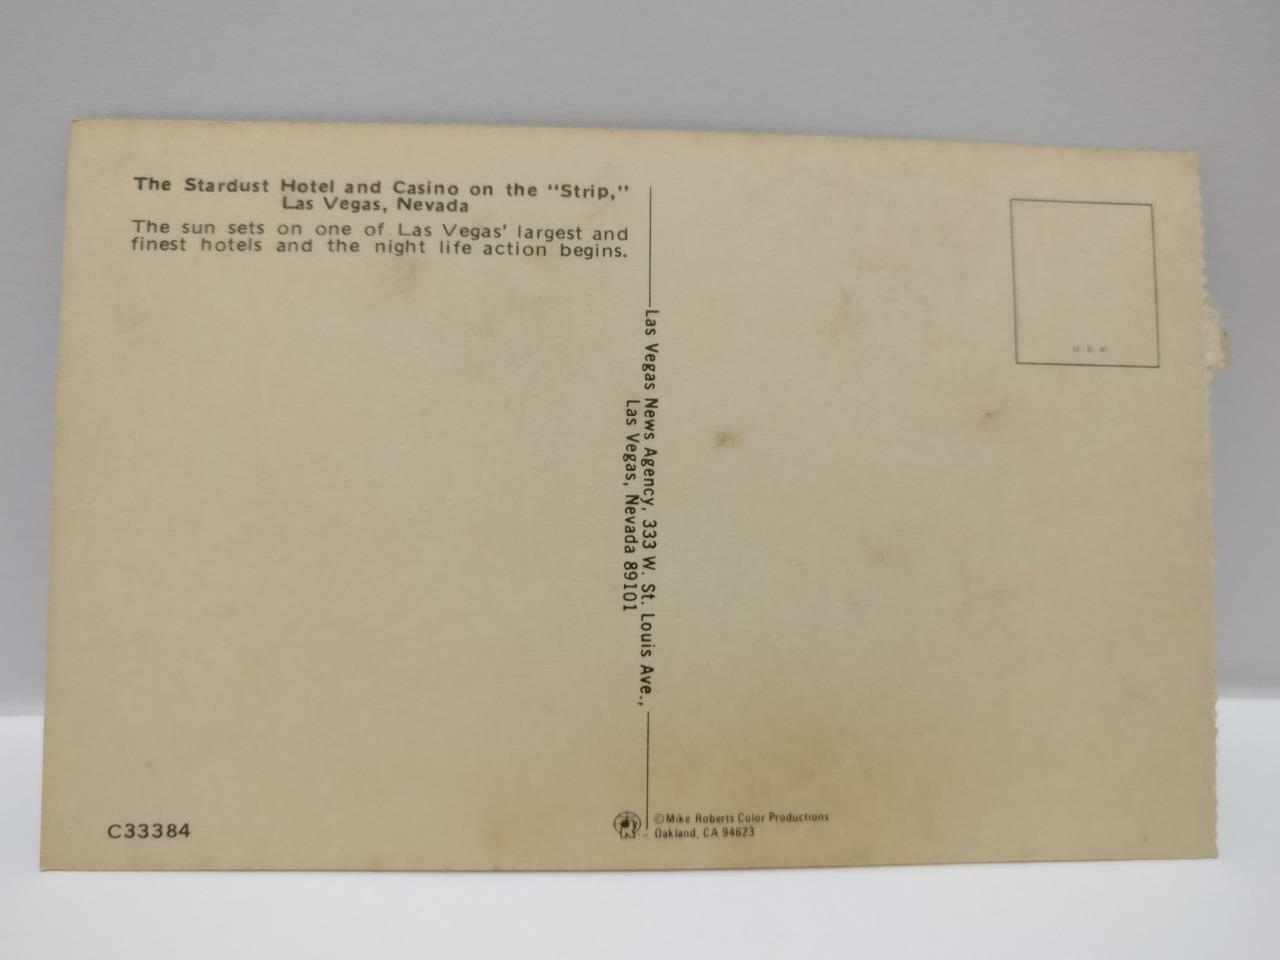 The Stardust Hotel and Casino on the "Strip,"
Las Vegas, Nevada
The sun sets on one of Las Vegas' largest and
finest hotels and the night life action begins.
Las Vegas News Agency, 333 W. St. Louis Ave.,
Las Vegas, Nevada 89101
U.S.A.
C33384
©Mike Roberts Color Productions
Oakland, CA 94623